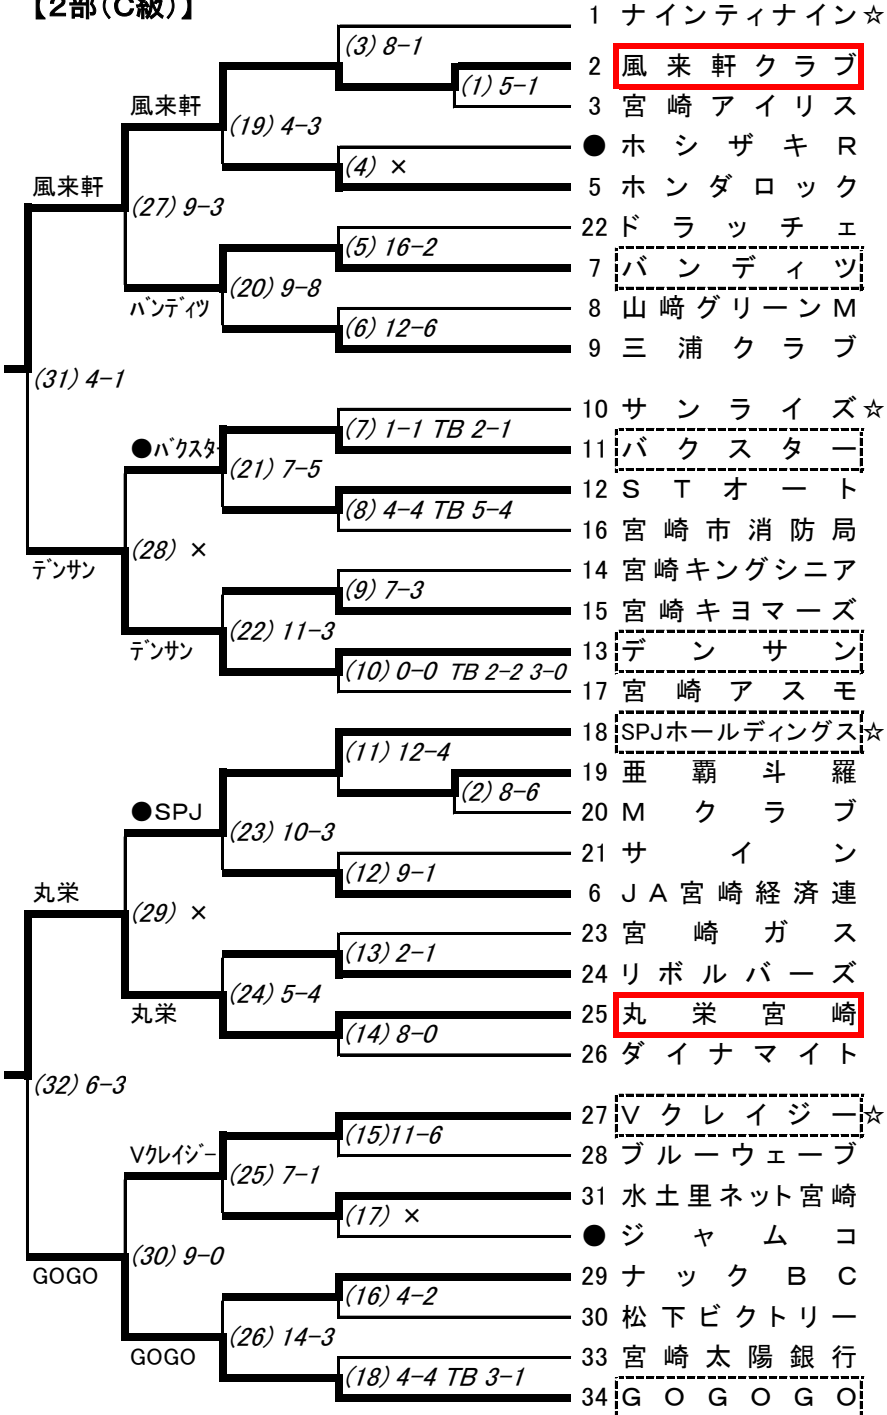 【２部（Ｃ級）】
1 ナインティナイン☆
(3) 8-1
2 風来軒クラブ
(1) 5-1
風来軒
3 宮崎アイリス
(19) 4-3
● ホシザキＲ
(4) ×
風来軒
5 ホンダロック
(27) 9-3
22 ドラッチェ
(5) 16-2
7 バンディツ
(20) 9-8
バンディツ
8 山﨑グリーンＭ
(6) 12-6
9 三浦クラブ
(31) 4-1
10 サンライズ☆
(7) 1-1 TB 2-1
●バクスター
11 バクスター
(21) 7-5
12 ＳＴオート
(8) 4-4 TB 5-4
16 宮崎市消防局
(28) ×
デンサン
14 宮崎キングシニア
(9) 7-3
15 宮崎キヨマーズ
(22) 11-3
デンサン
13 デンサン
(10) 0-0 TB 2-2 3-0
17 宮崎アスモ
18 SPJホールディングス☆
(11) 12-4
19 亜覇斗羅
(2) 8-6
●SPJ
20 Ｍクラブ
(23) 10-3
21 サイン
(12) 9-1
丸栄
6 ＪＡ宮崎経済連
(29) ×
23 宮崎ガス
(13) 2-1
24 リボルバーズ
(24) 5-4
丸栄
25 丸栄宮崎
(14) 8-0
26 ダイナマイト
(32) 6-3
27 Ｖクレイジー☆
(15)11-6
Vクレイジー
28 ブルーウェーブ
(25) 7-1
31 水土里ネット宮崎
(17) ×
● ジャムコ
(30) 9-0
GOGO
29 ナックＢＣ
(16) 4-2
30 松下ビクトリー
(26) 14-3
GOGO
33 宮崎太陽銀行
(18) 4-4 TB 3-1
34 ＧＯＧＯＧＯ